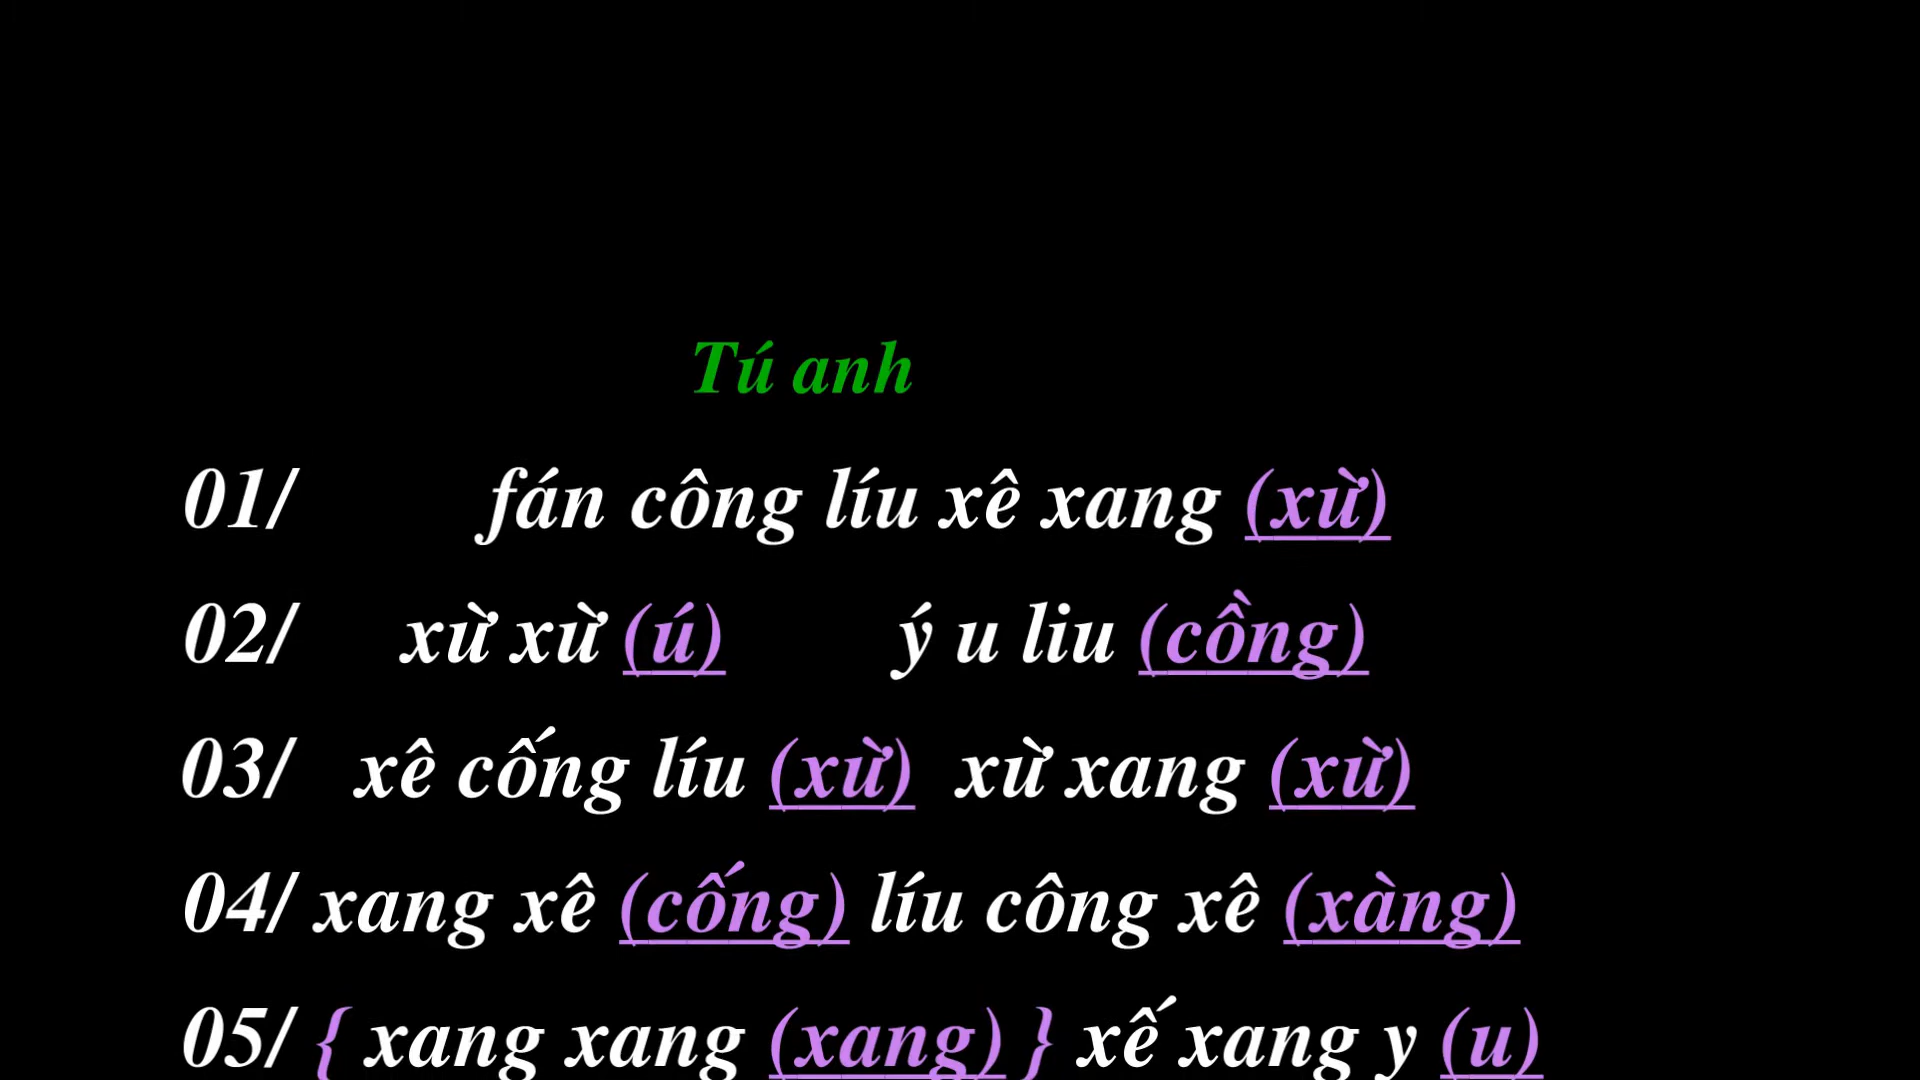 Tú anh
01/ fán công líu xê xang (xừ)
02/ xừ xừ (ú) ý u liu (cồng)
03/ xê cống líu (xừ) xừ xang (xừ)
04/ xang xê (cống) líu công xê (xàng)
05/ { xang xang (xang) } xế xang y (u)